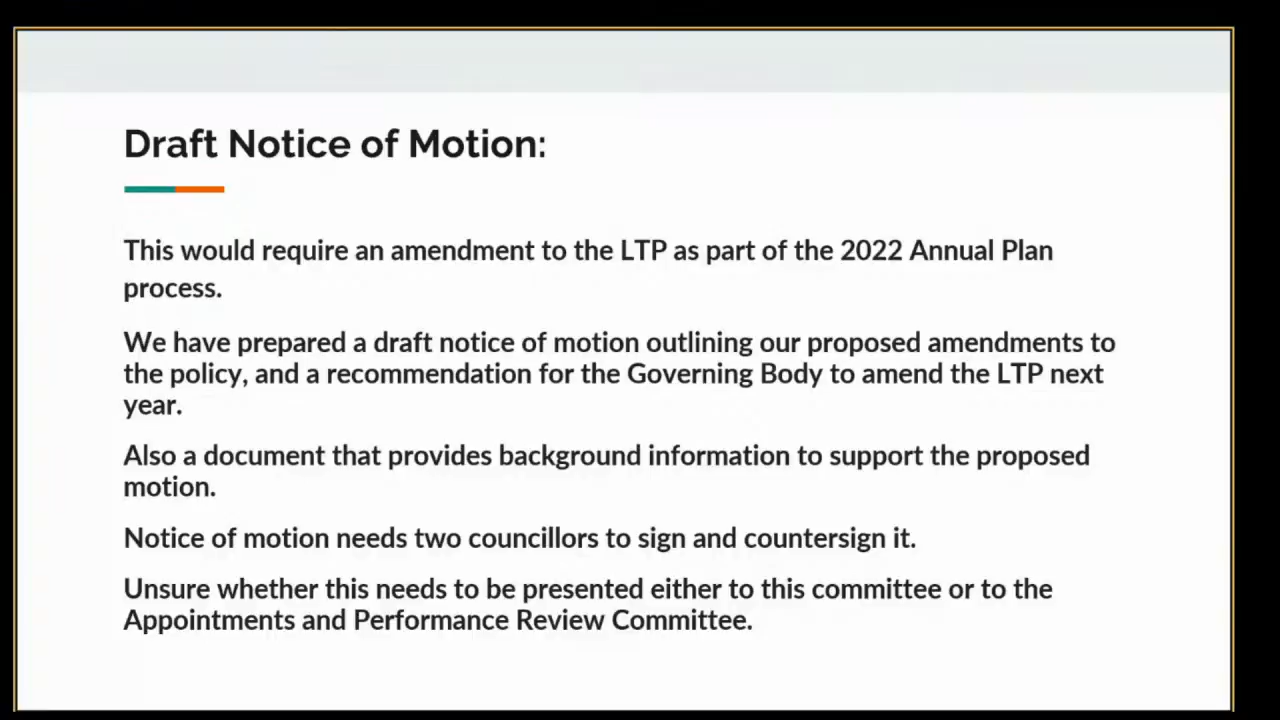 Draft Notice of Motion:
This would require an amendment to the LTP as part of the 2022 Annual Plan
process.
We have prepared a draft notice of motion outlining our proposed amendments to
the policy, and a recommendation for the Governing Body to amend the LTP next
year.
Also a document that provides background information to support the proposed
motion.
Notice of motion needs two councillors to sign and countersign it.
Unsure whether this needs to be presented either to this committee or to the
Appointments and Performance Review Committee.